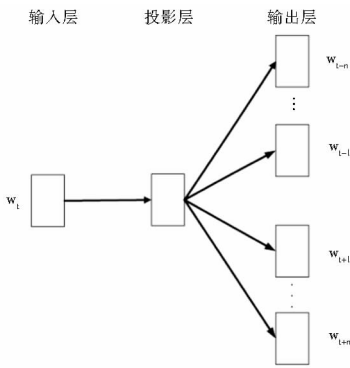 输入层 投影层 输出层
w_{t-n}
⋮
w_{t-1}
w_t
w_{t+1}
⋮
w_{t+n}